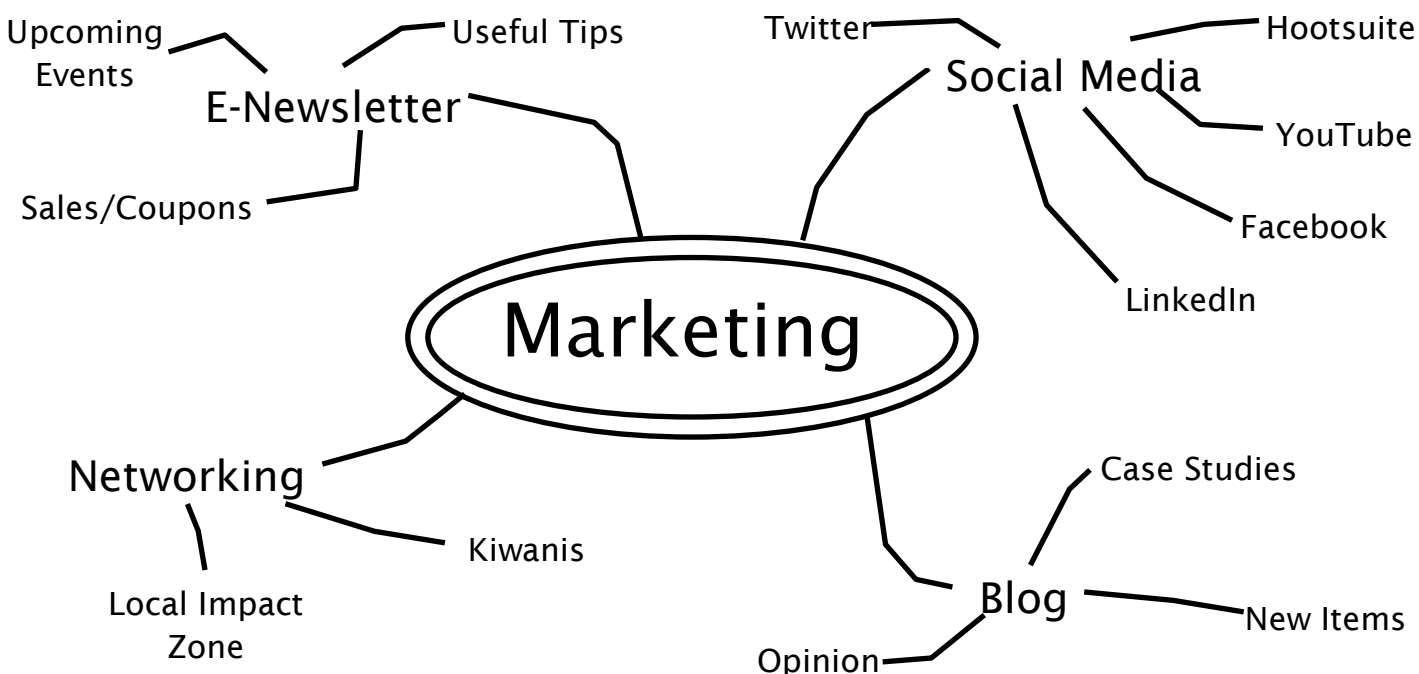 Upcoming
Events
Useful Tips
E-Newsletter
Sales/Coupons
Twitter
Hootsuite
Social Media
YouTube
Facebook
LinkedIn
Marketing
Networking
Kiwanis
Local Impact
Zone
Case Studies
Blog
New Items
Opinion